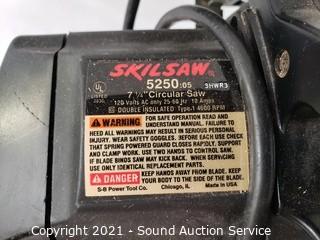 SKILSAW
5250:05
3HWR3
7 ¼" Circular Saw
120 Volts AC only 25-60 Hz 10 Amps
DOUBLE INSULATED Type-1 4600 RPM
UL
LISTED
WARNING
FOR SAFE OPERATION READ AND
UNDERSTAND MANUAL. FAILURE TO
HEED ALL WARNINGS MAY RESULT IN SERIOUS PERSONAL
INJURY. WEAR SAFETY GOGGLES. BEFORE EACH USE CHECK
THAT SPRING POWERED GUARD CLOSES RAPIDLY. SUPPORT
AND CLAMP WORK. USE TWO HANDS TO CONTROL SAW.
IF BLADE BINDS SAW MAY KICK BACK. WHEN SERVICING
USE ONLY IDENTICAL REPLACEMENT PARTS.
DANGER
KEEP HANDS AWAY FROM BLADE. KEEP
YOUR BODY TO THE SIDE OF THE BLADE.
S-B Power Tool Co. Chicago, IL Made In USA
Copyright 2021 - Sound Auction Service